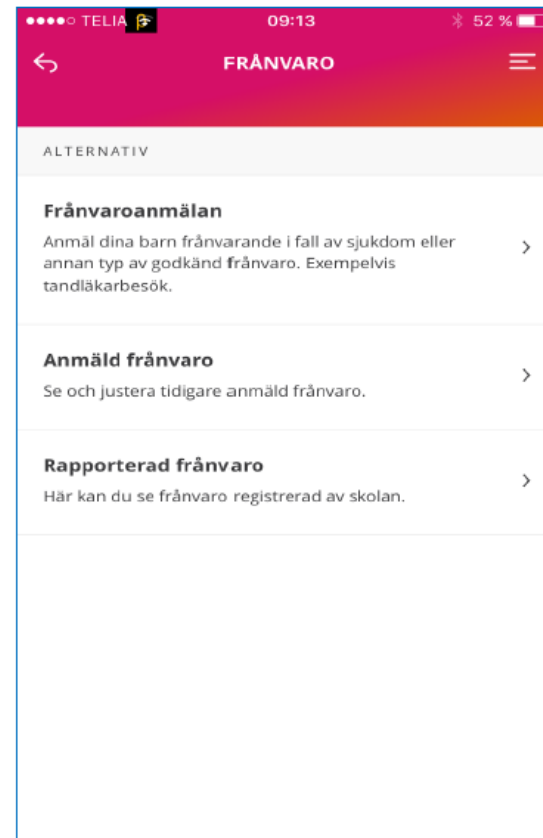 TELIA 09:13 52 %
FRÅNVARO
ALTERNATIV
Frånvaroanmälan
Anmäl dina barn frånvarande i fall av sjukdom eller
annan typ av godkänd frånvaro. Exempelvis
tandläkarbesök.
Anmäld frånvaro
Se och justera tidigare anmäld frånvaro.
Rapporterad frånvaro
Här kan du se frånvaro registrerad av skolan.